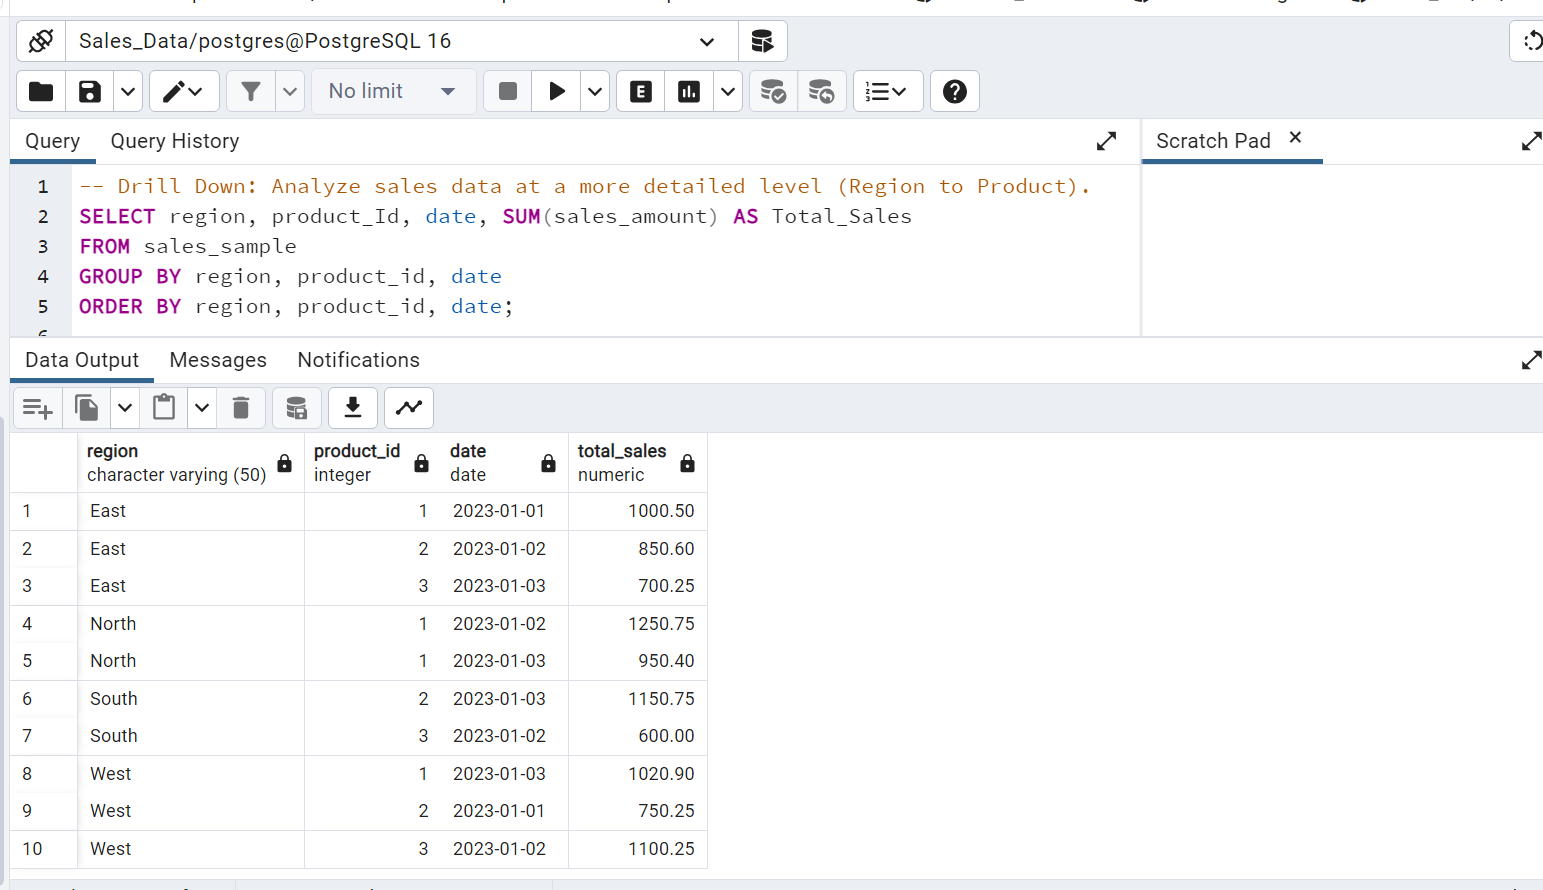 Sales_Data/postgres@PostgreSQL 16
No limit
E
Query Query History
Scratch Pad
1 -- Drill Down: Analyze sales data at a more detailed level (Region to Product).
2 SELECT region, product_Id, date, SUM(sales_amount) AS Total_Sales
3 FROM sales_sample
4 GROUP BY region, product_id, date
5 ORDER BY region, product_id, date;
Data Output Messages Notifications
region product_id date total_sales
character varying (50) integer date numeric
1 East 1 2023-01-01 1000.50
2 East 2 2023-01-02 850.60
3 East 3 2023-01-03 700.25
4 North 1 2023-01-02 1250.75
5 North 1 2023-01-03 950.40
6 South 2 2023-01-03 1150.75
7 South 3 2023-01-02 600.00
8 West 1 2023-01-03 1020.90
9 West 2 2023-01-01 750.25
10 West 3 2023-01-02 1100.25